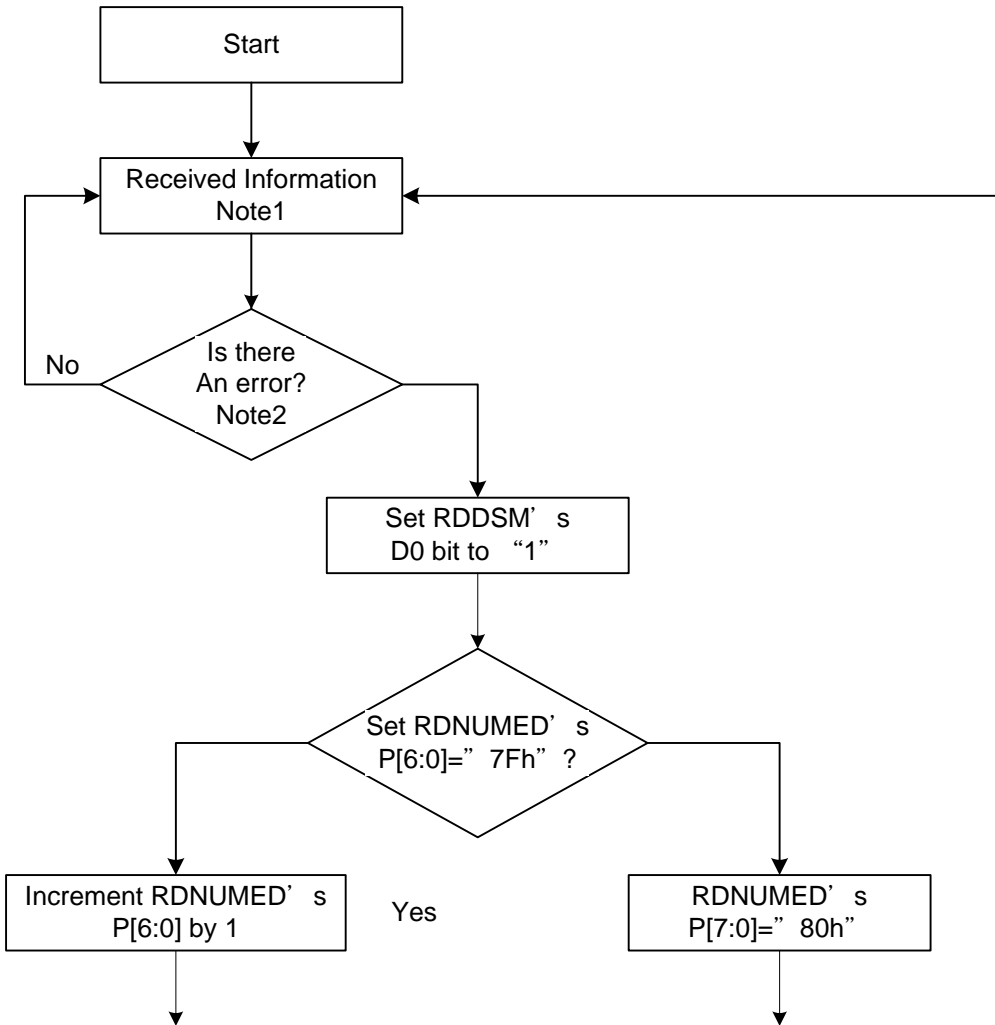 Start
Received Information
Note1
Is there
An error?
Note2
No
Set RDDSM’ s
D0 bit to “1”
Set RDNUMED’ s
P[6:0]=” 7Fh” ?
Increment RDNUMED’ s
P[6:0] by 1
Yes
RDNUMED’ s
P[7:0]=” 80h”